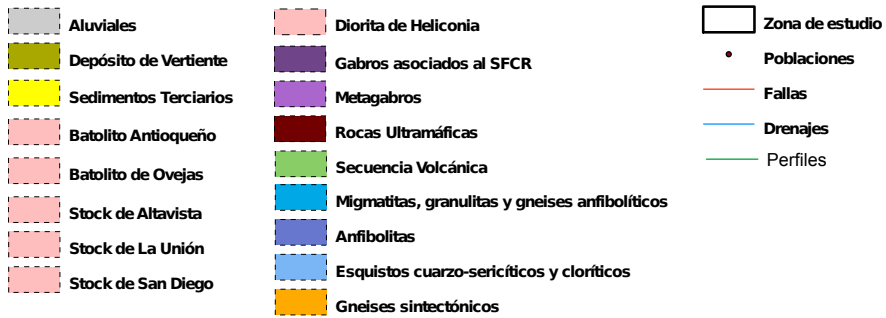 Aluviales
Depósito de Vertiente
Sedimentos Terciarios
Batolito Antioqueño
Batolito de Ovejas
Stock de Altavista
Stock de La Unión
Stock de San Diego
Diorita de Heliconia
Gabros asociados al SFCR
Metagabros
Rocas Ultramáficas
Secuencia Volcánica
Migmatitas, granulitas y gneises anfibolíticos
Anfibolitas
Esquistos cuarzo-sericíticos y cloríticos
Gneises sintectónicos
Zona de estudio
Poblaciones
Fallas
Drenajes
Perfiles